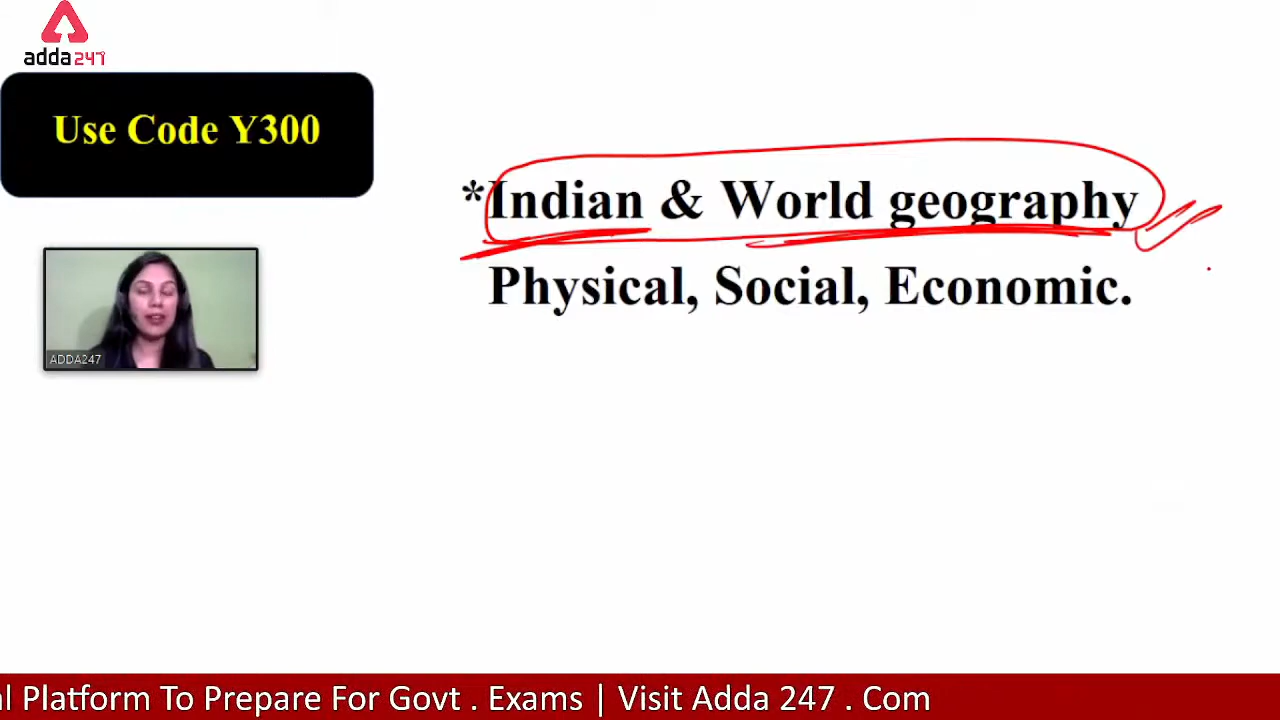 adda247
Use Code Y300
*Indian & World geography
Physical, Social, Economic.
ADDA247
al Platform To Prepare For Govt . Exams | Visit Adda 247 . Com